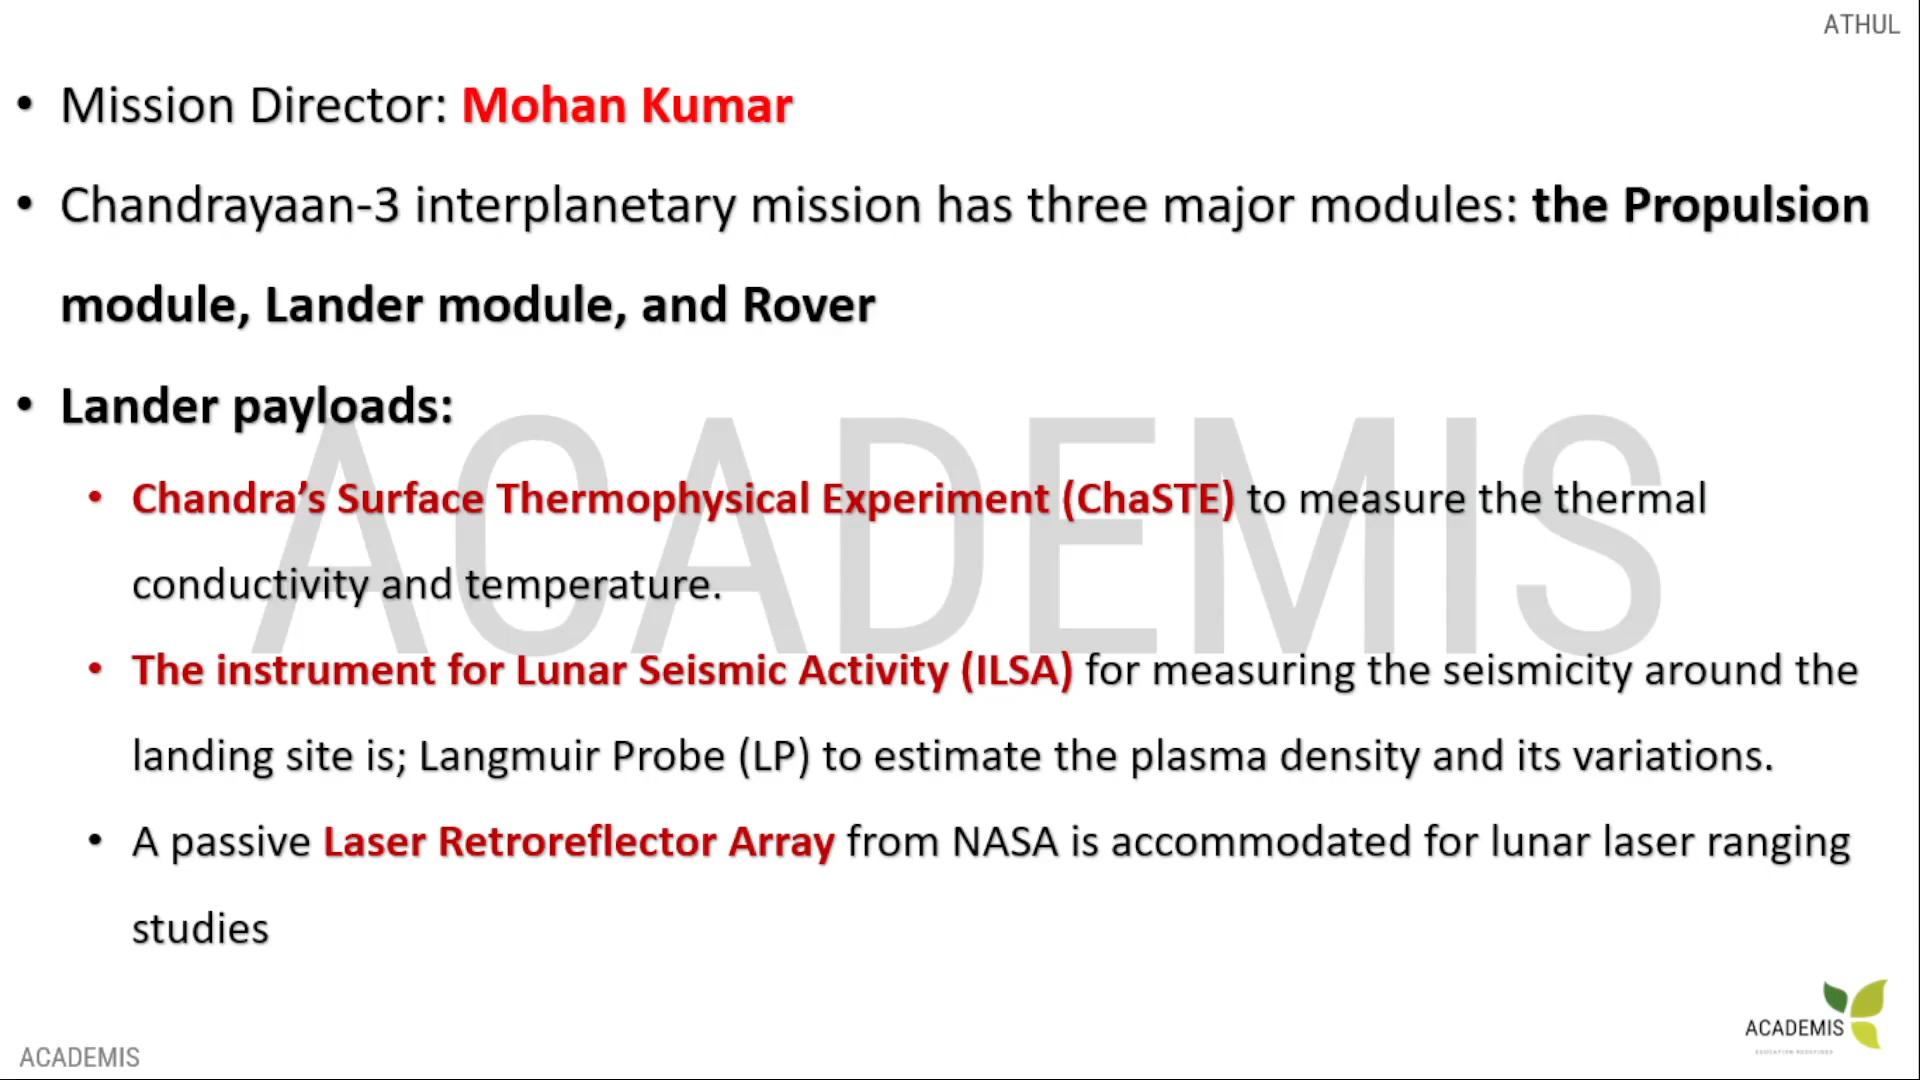 ATHUL
• Mission Director: Mohan Kumar
• Chandrayaan-3 interplanetary mission has three major modules: the Propulsion
module, Lander module, and Rover
• Lander payloads:
• Chandra’s Surface Thermophysical Experiment (ChaSTE) to measure the thermal
conductivity and temperature.
• The instrument for Lunar Seismic Activity (ILSA) for measuring the seismicity around the
landing site is; Langmuir Probe (LP) to estimate the plasma density and its variations.
• A passive Laser Retroreflector Array from NASA is accommodated for lunar laser ranging
studies
ACADEMIS
ACADEMIS
EDUCATION REDEFINED
ACADEMIS